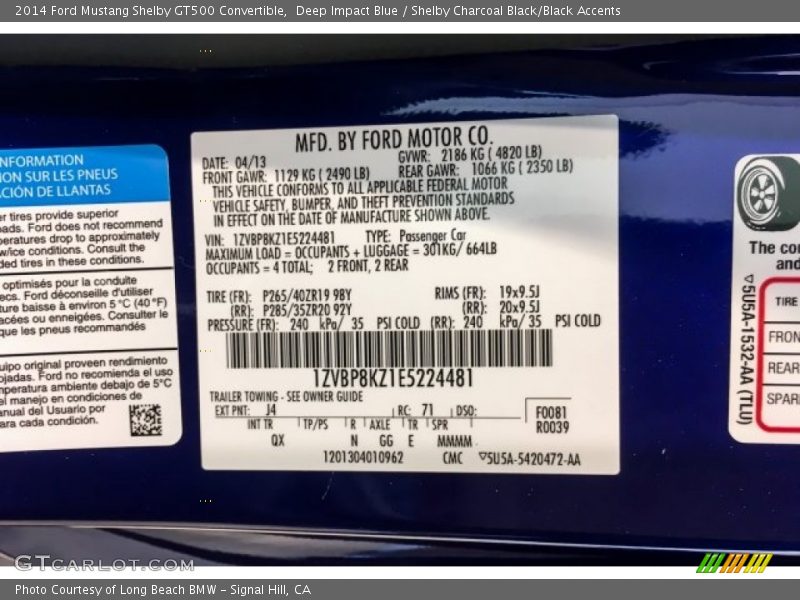 2014 Ford Mustang Shelby GT500 Convertible, Deep Impact Blue / Shelby Charcoal Black/Black Accents
NFORMATION
ION SUR LES PNEUS
CIÓN DE LLANTAS
er tires provide superior
oads. Ford does not recommend
peratures drop to approximately
w/ice conditions. Consult the
ded tires in these conditions.
optimisés pour la conduite
ecs. Ford déconseille d'utiliser
ature baisse à environ 5 °C (40 °F)
acées ou enneigées. Consulter le
que les pneus recommandés
uipo original proveen rendimiento
ojadas. Ford no recomienda el uso
mperatura ambiente debajo de 5°C
el manejo en condiciones de
anual del Usuario por
ara cada condición.
MFD. BY FORD MOTOR CO.
DATE: 04/13 GVWR: 2186 KG ( 4820 LB)
FRONT GAWR: 1129 KG ( 2490 LB) REAR GAWR: 1066 KG ( 2350 LB)
THIS VEHICLE CONFORMS TO ALL APPLICABLE FEDERAL MOTOR
VEHICLE SAFETY, BUMPER, AND THEFT PREVENTION STANDARDS
IN EFFECT ON THE DATE OF MANUFACTURE SHOWN ABOVE.
VIN: 1ZVBP8KZ1E5224481 TYPE: Passenger Car
MAXIMUM LOAD = OCCUPANTS + LUGGAGE = 301KG/ 664LB
OCCUPANTS = 4 TOTAL; 2 FRONT, 2 REAR
TIRE (FR): P265/40ZR19 98Y RIMS (FR): 19x9.5J
(RR): P285/35ZR20 92Y (RR): 20x9.5J
PRESSURE (FR): 240 kPa/ 35 PSI COLD (RR): 240 kPa/ 35 PSI COLD
1ZVBP8KZ1E5224481
TRAILER TOWING - SEE OWNER GUIDE
EXT PNT: J4 RC: 71 DSO: F0081
INT TR TP/PS R AXLE TR SPR R0039
QX N GG E MMMM
1201304010962 CMC ▽5U5A-5420472-AA
The co
and
▽5U5A-1532-AA (TLU)
TIRE
FRON
REAR
SPAR
GTCARLOT.COM
Photo Courtesy of Long Beach BMW - Signal Hill, CA